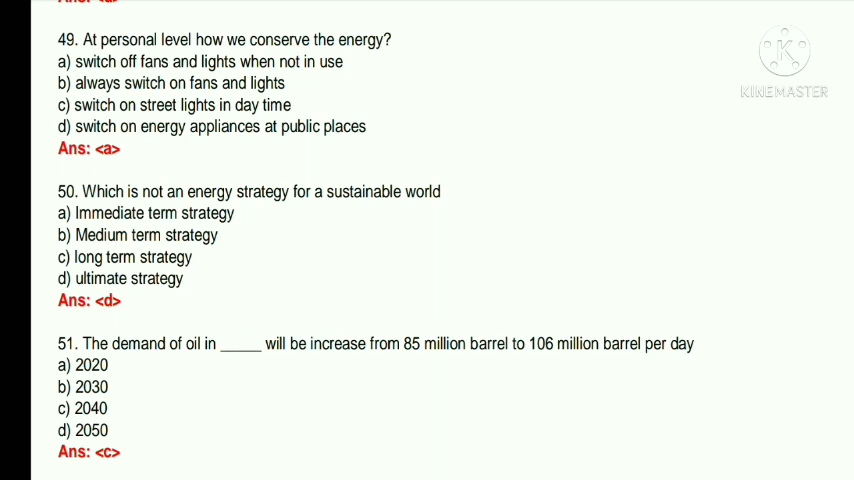 49. At personal level how we conserve the energy?
a) switch off fans and lights when not in use
b) always switch on fans and lights
c) switch on street lights in day time
d) switch on energy appliances at public places
Ans: <a>
50. Which is not an energy strategy for a sustainable world
a) Immediate term strategy
b) Medium term strategy
c) long term strategy
d) ultimate strategy
Ans: <d>
51. The demand of oil in _____ will be increase from 85 million barrel to 106 million barrel per day
a) 2020
b) 2030
c) 2040
d) 2050
Ans: <c>
K
KINEMASTER